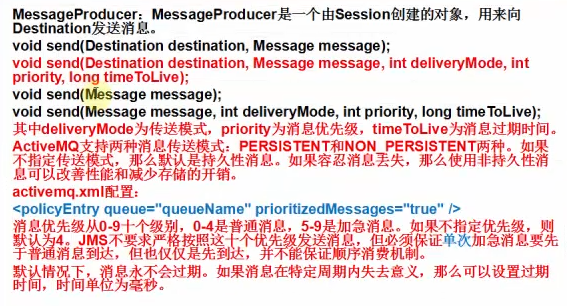 MessageProducer：MessageProducer是一个由Session创建的对象，用来向
Destination发送消息。
void send(Destination destination, Message message);
void send(Destination destination, Message message, int deliveryMode, int
priority, long timeToLive);
void send(Message message);
void send(Message message, int deliveryMode, int priority, long timeToLive);
其中deliveryMode为传送模式，priority为消息优先级，timeToLive为消息过期时间。
ActiveMQ支持两种消息传送模式：PERSISTENT和NON_PERSISTENT两种。如果
不指定传送模式，那么默认是持久性消息。如果容忍消息丢失，那么使用非持久性消
息可以改善性能和减少存储的开销。
activemq.xml配置：
<policyEntry queue="queueName" prioritizedMessages="true" />
消息优先级从0-9十个级别，0-4是普通消息，5-9是加急消息。如果不指定优先级，则
默认为4。JMS不要求严格按照这十个优先级发送消息，但必须保证单次加急消息要先
于普通消息到达，但也仅仅是先到达，并不能保证顺序消费机制。
默认情况下，消息永不会过期。如果消息在特定周期内失去意义，那么可以设置过期
时间，时间单位为毫秒。